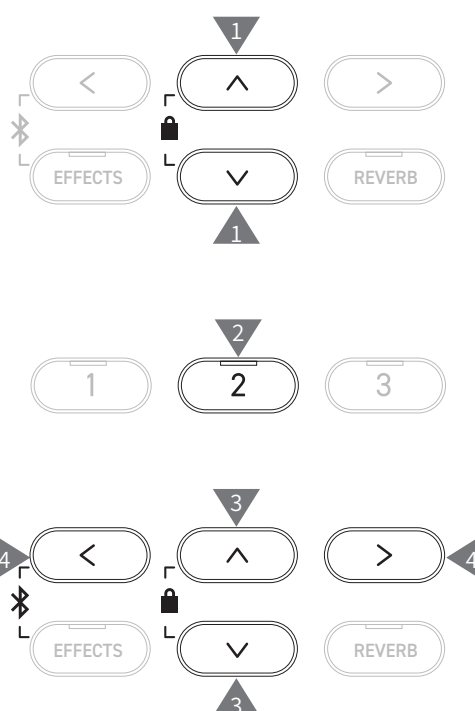 1
< ∧ >
EFFECTS ∨ REVERB
1
2
1 2 3
3
4 < ∧ > 4
EFFECTS ∨ REVERB
3